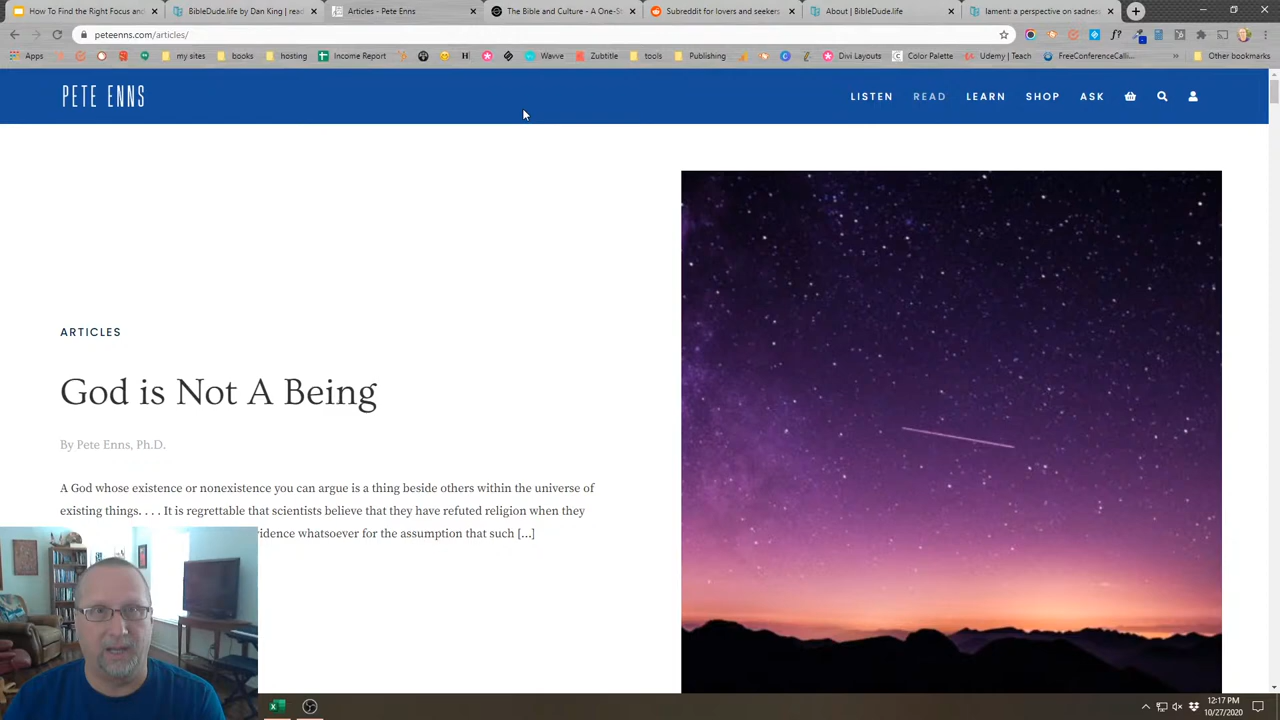 How To Find the Right Focus and
BibleDude.life by Dan King | read
Articles - Pete Enns
The Bible and Culture - A One-St
Subreddit for lovers and seekers
About | BibleDude.life
lament: a perspective on sadness
peteenns.com/articles/
Apps
my sites
books
hosting
Income Report
Wavve
Zubtitle
tools
Publishing
Divi Layouts
Color Palette
Udemy | Teach
FreeConferenceCalli...
Other bookmarks
PETE ENNS
LISTEN
READ
LEARN
SHOP
ASK
ARTICLES
God is Not A Being
By Pete Enns, Ph.D.
A God whose existence or nonexistence you can argue is a thing beside others within the universe of
existing things. . . . It is regrettable that scientists believe that they have refuted religion when they
vidence whatsoever for the assumption that such [...]
12:17 PM
10/27/2020